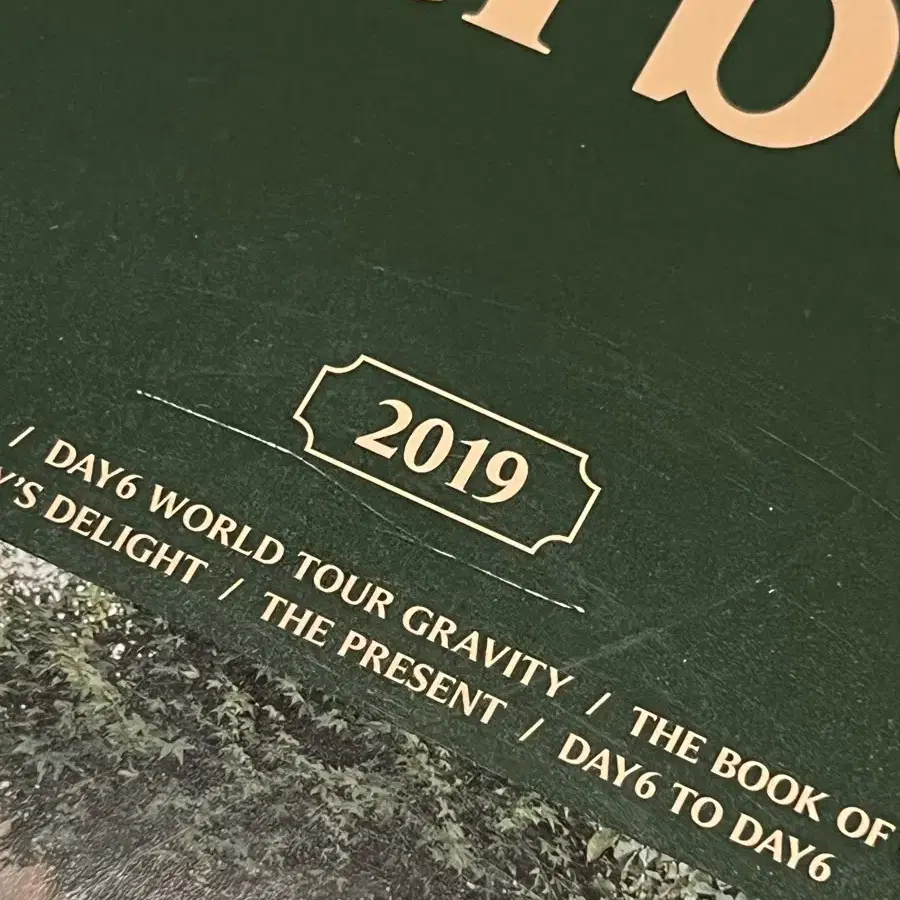 2019
/ DAY6 WORLD TOUR GRAVITY / THE BOOK OF
Y'S DELIGHT / THE PRESENT / DAY6 TO DAY6